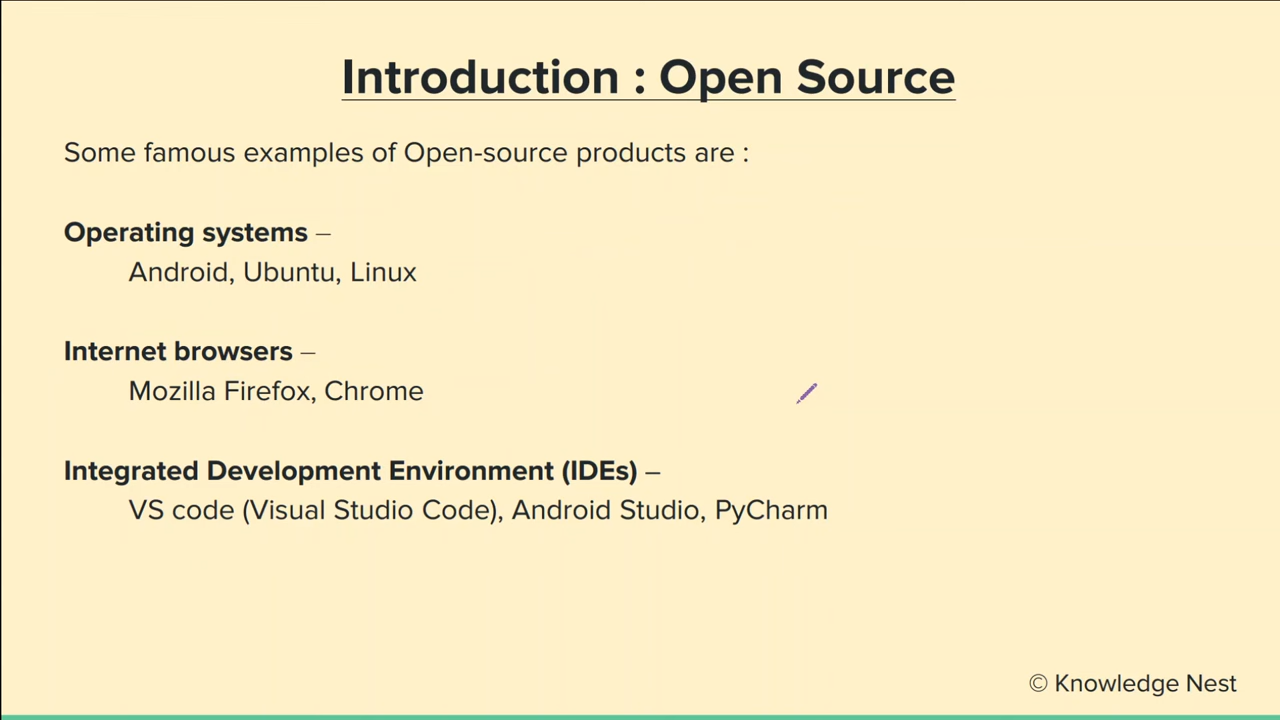 Introduction : Open Source
Some famous examples of Open-source products are :
Operating systems –
Android, Ubuntu, Linux
Internet browsers –
Mozilla Firefox, Chrome
Integrated Development Environment (IDEs) –
VS code (Visual Studio Code), Android Studio, PyCharm
© Knowledge Nest